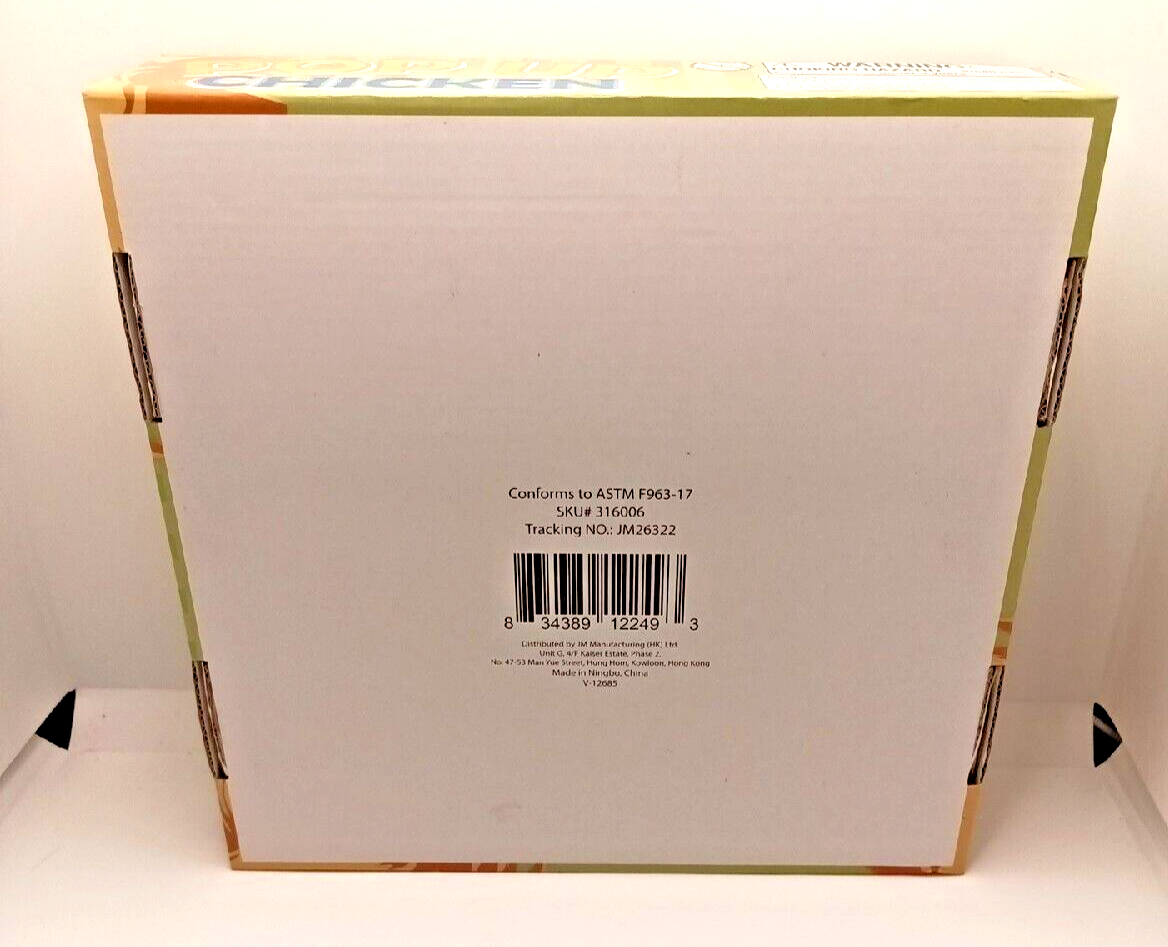 CHICKEN
WARNING
CHOKING HAZARD
Conforms to ASTM F963-17
SKU# 316006
Tracking NO.: JM26322
8 34389 12249 3
Distributed by JM Manufacturing (HK) Ltd
Unit G, 4/F Kaiser Estate, Phase 2,
No. 47-53 Man Yue Street, Hung Hom, Kowloon, Hong Kong
Made in Ningbo, China
V-12685